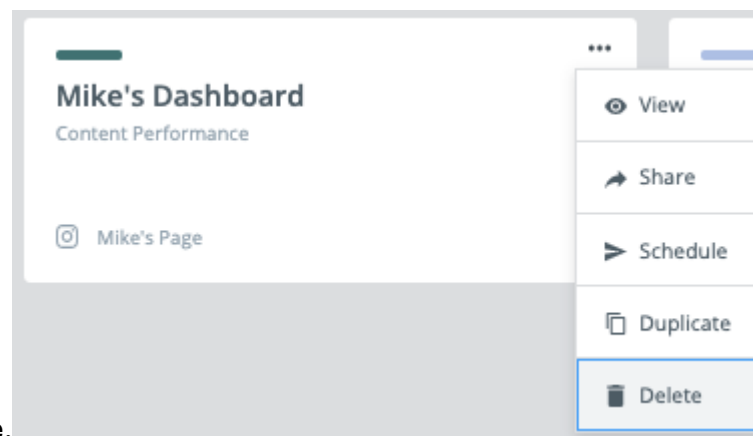 Mike's Dashboard
Content Performance
Mike's Page
View
Share
Schedule
Duplicate
Delete